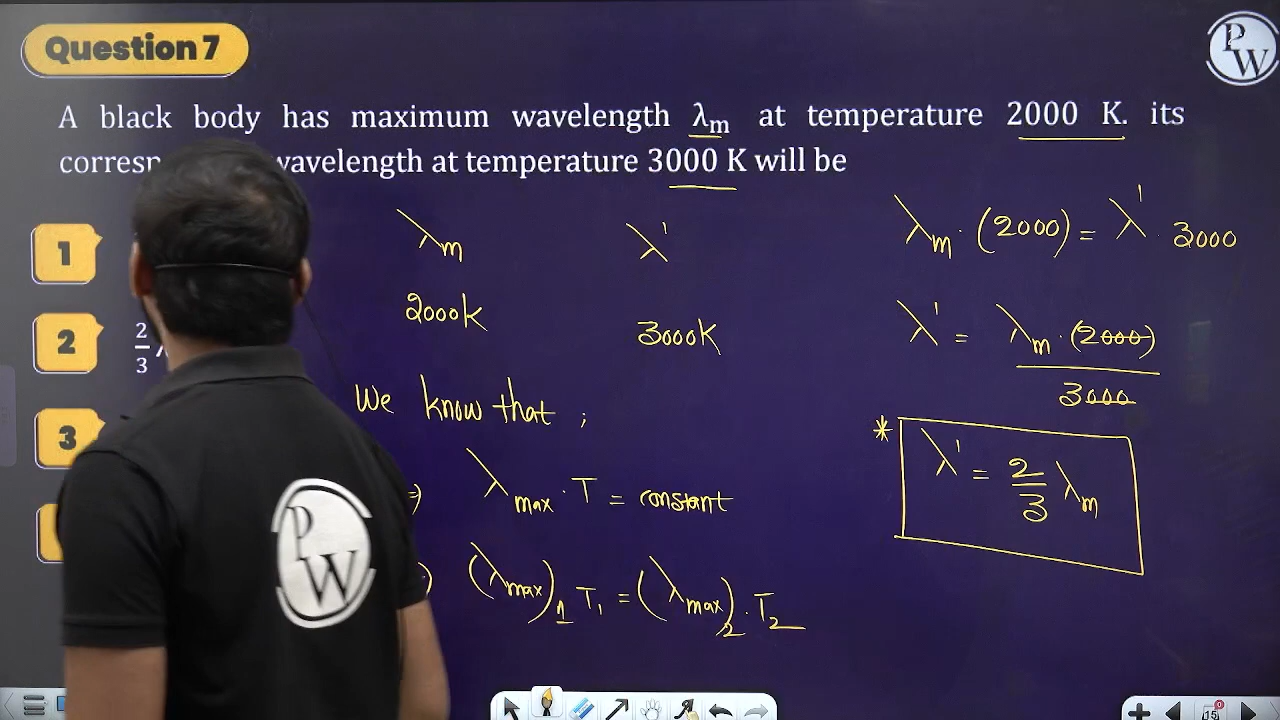 Question 7
PW
A black body has maximum wavelength λₘ at temperature 2000 K. its
wavelength at temperature 3000 K will be
1
2
2/3
3
λm λ'
2000K 3000K
We know that ;
λmax · T = constant
(λmax)₁ T₁ = (λmax)₂ · T₂
λm · (2000) = λ' · 3000
λ' = λm · (2000) / 3000
* λ' = 2/3 λm
PW
15